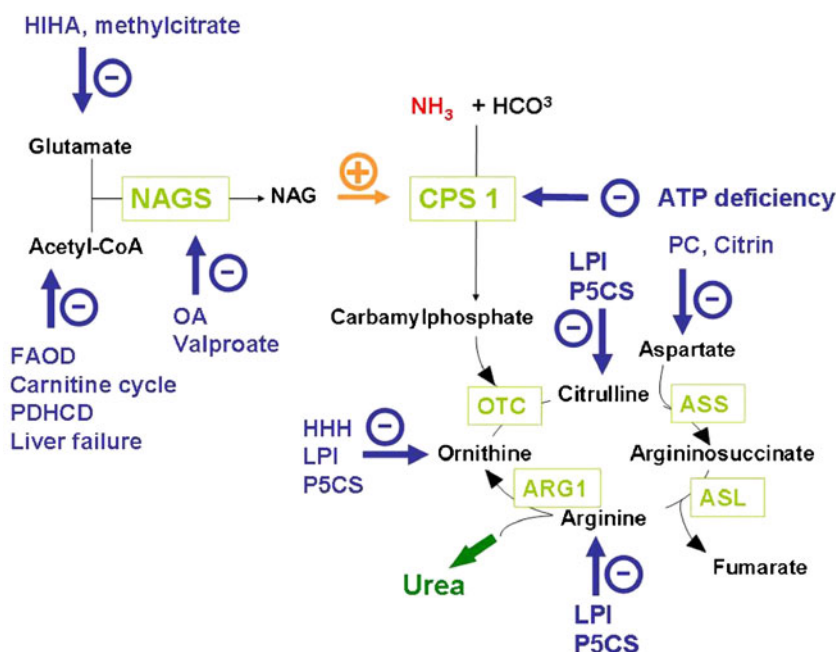 HIHA, methylcitrate
−
NH₃ + HCO³
Glutamate
NAGS
NAG
+
CPS 1
−
ATP deficiency
Acetyl-CoA
−
−
OA
Valproate
FAOD
Carnitine cycle
PDHCD
Liver failure
LPI
P5CS
−
PC, Citrin
−
Carbamylphosphate
Aspartate
OTC
Citrulline
ASS
HHH
LPI
P5CS
−
Ornithine
Argininosuccinate
ARG1
ASL
Arginine
Urea
Fumarate
−
LPI
P5CS